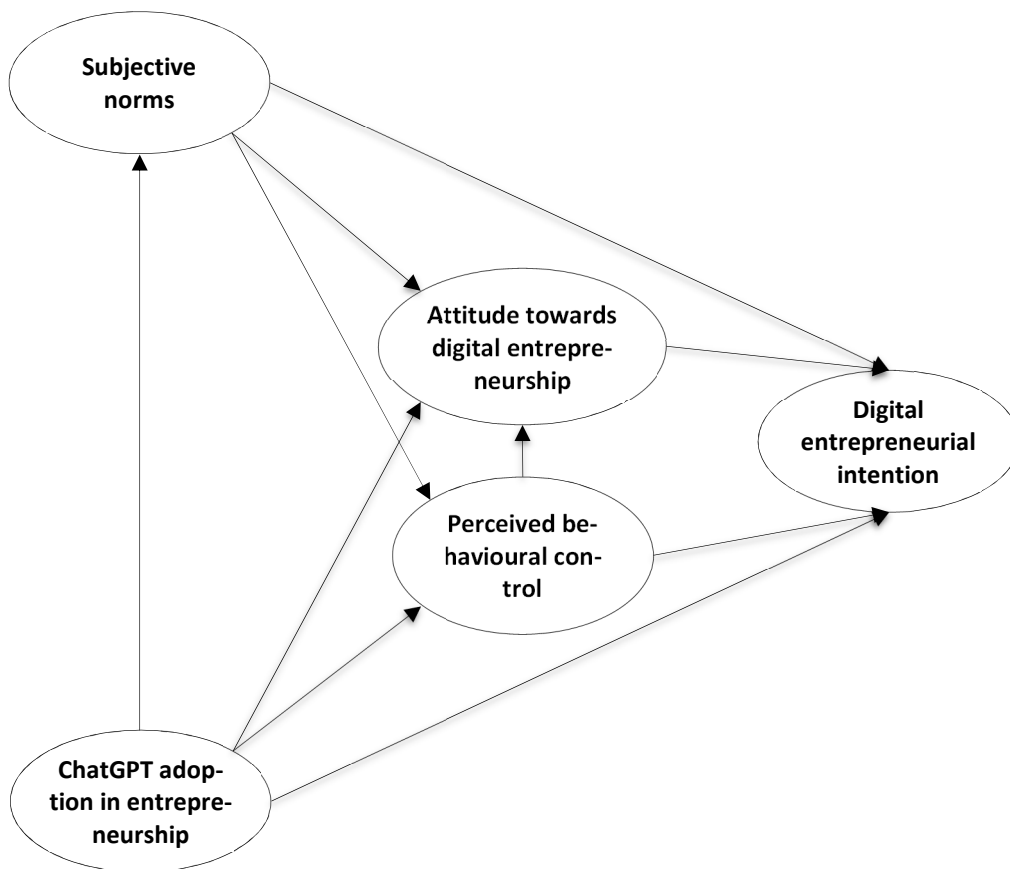 Subjective
norms
Attitude towards
digital entrepre-
neurship
Digital
entrepreneurial
intention
Perceived be-
havioural con-
trol
ChatGPT adop-
tion in entrepre-
neurship